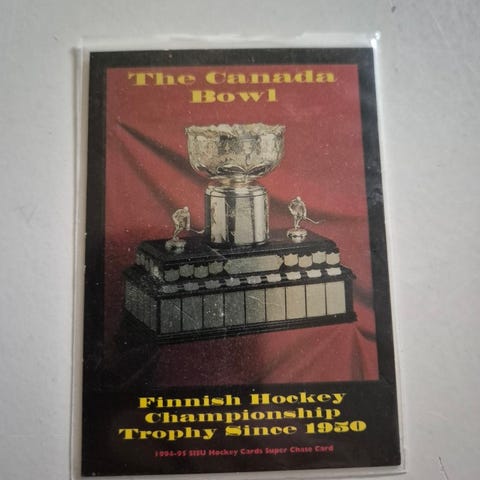 The Canada
Bowl
Finnish Hockey
Championship
Trophy Since 1950
1994-95 SISU Hockey Cards Super Chase Card